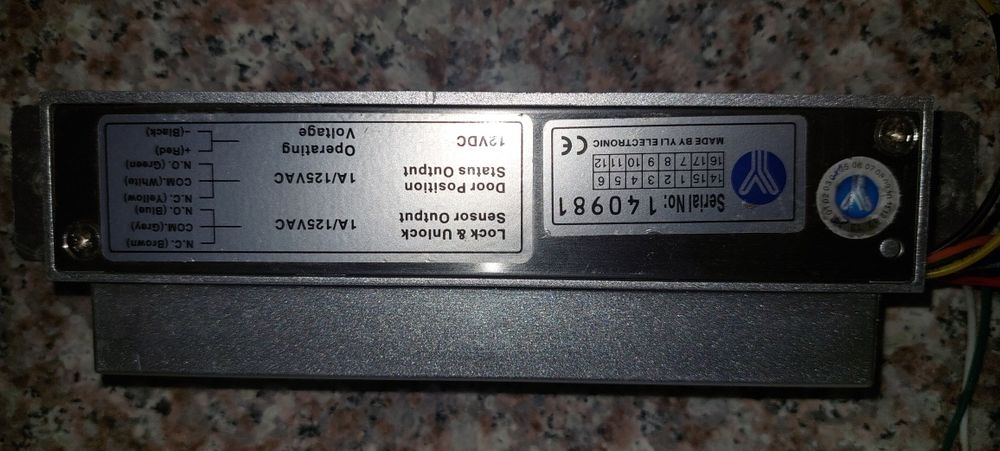 Serial No: 140981
14 15 1 2 3 4 5 6
16 17 7 8 9 10 11 12
MADE BY YLI ELECTRONIC CE
Lock & Unlock
Sensor Output
1A/125VAC
N.C. (Brown)
COM. (Gray)
N.O. (Blue)
Door Position
Status Output
1A/125VAC
N.C. (Yellow)
COM. (White)
N.O. (Green)
12VDC
Operating
Voltage
+(Red)
-(Black)